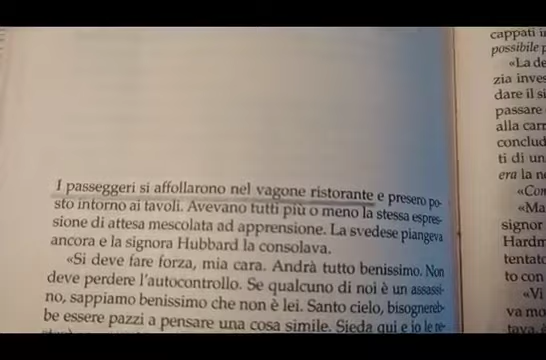 I passeggeri si affollarono nel vagone ristorante e presero po-
sto intorno ai tavoli. Avevano tutti più o meno la stessa espres-
sione di attesa mescolata ad apprensione. La svedese piangeva
ancora e la signora Hubbard la consolava.
«Si deve fare forza, mia cara. Andrà tutto benissimo. Non
deve perdere l'autocontrollo. Se qualcuno di noi è un assassi-
no, sappiamo benissimo che non è lei. Santo cielo, bisognereb-
be essere pazzi a pensare una cosa simile. Sieda qui e io le re-
cappati i
possibile p
«La de
zia inves
dare il si
passare
alla carr
conclud
ti di un
era la n
«Con
«Ma
signor
Hardm
tentato
to con
«Vi
va mo
tava, è